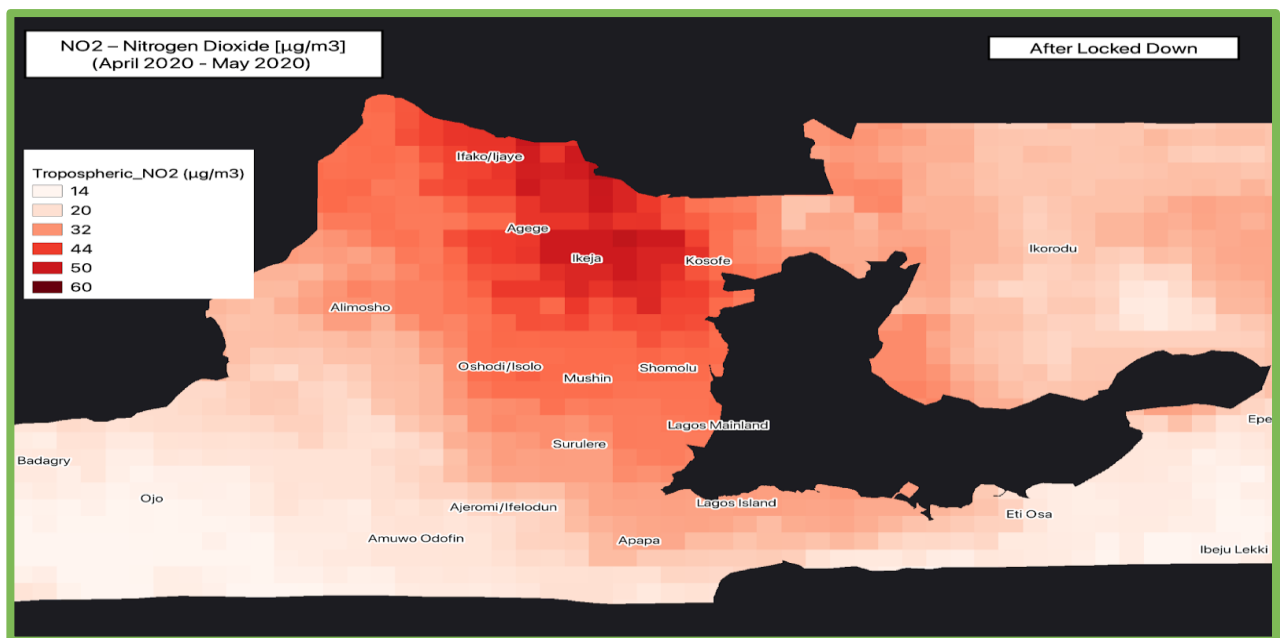 NO2 – Nitrogen Dioxide [µg/m3]
(April 2020 - May 2020)
After Locked Down
Tropospheric_NO2 (µg/m3)
14
20
32
44
50
60
Ifako/Ijaye
Agege
Ikeja
Kosofe
Ikorodu
Alimosho
Oshodi/Isolo
Mushin
Shomolu
Lagos Mainland
Epe
Surulere
Badagry
Ojo
Ajeromi/Ifelodun
Lagos Island
Eti Osa
Amuwo Odofin
Apapa
Ibeju Lekki